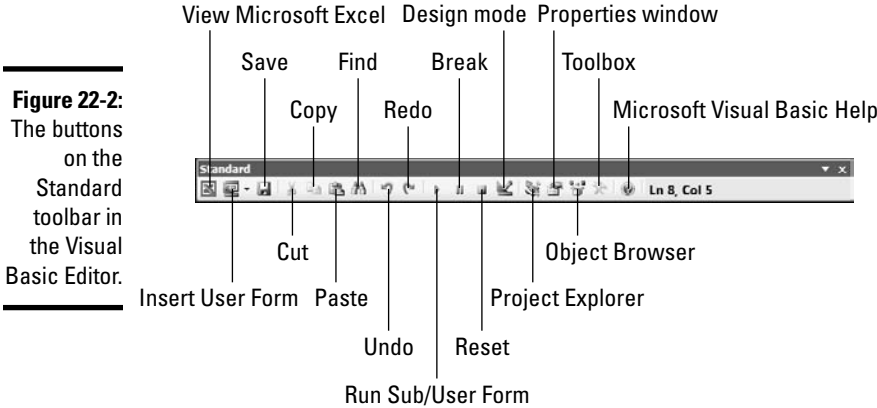 View Microsoft Excel Design mode Properties window
Save Find Break Toolbox
Copy Redo Microsoft Visual Basic Help
Figure 22-2:
The buttons
on the
Standard
toolbar in
the Visual
Basic Editor.
Standard
Ln 8, Col 5
Cut Object Browser
Insert User Form Paste Project Explorer
Undo Reset
Run Sub/User Form